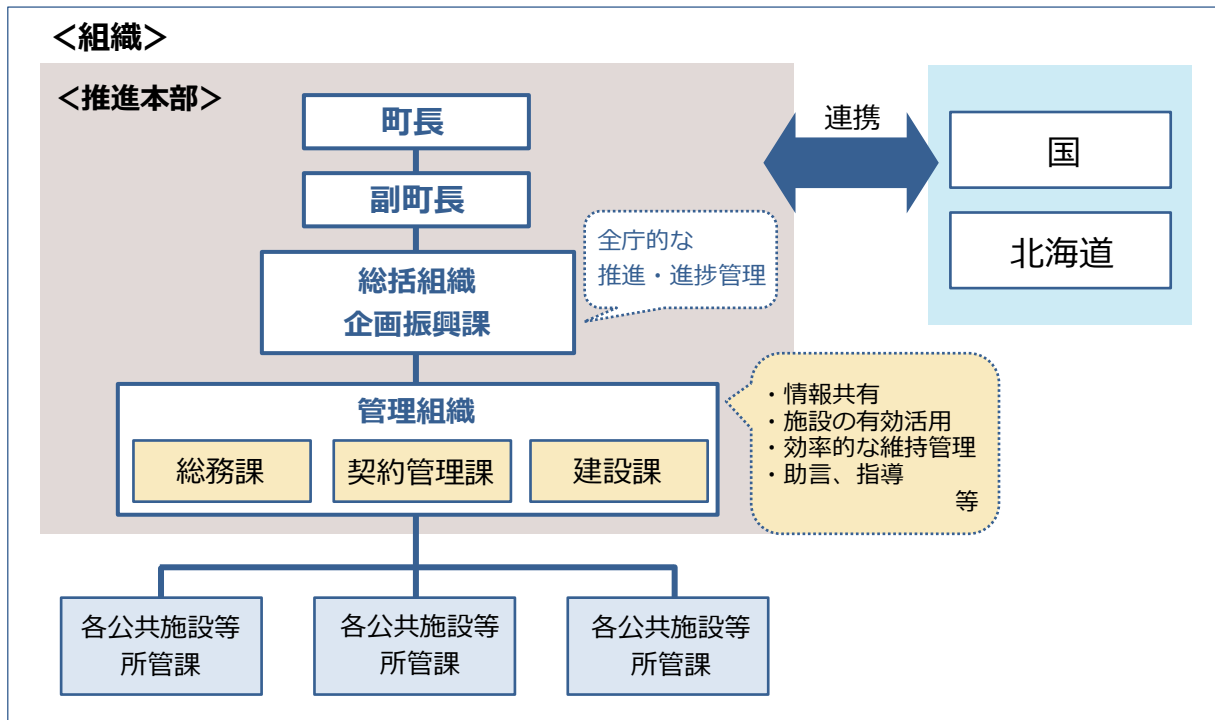 ＜組織＞
＜推進本部＞
町長
副町長
総括組織
企画振興課
全庁的な
推進・進捗管理
連携
国
北海道
管理組織
総務課
契約管理課
建設課
・情報共有
・施設の有効活用
・効率的な維持管理
・助言、指導
等
各公共施設等
所管課
各公共施設等
所管課
各公共施設等
所管課